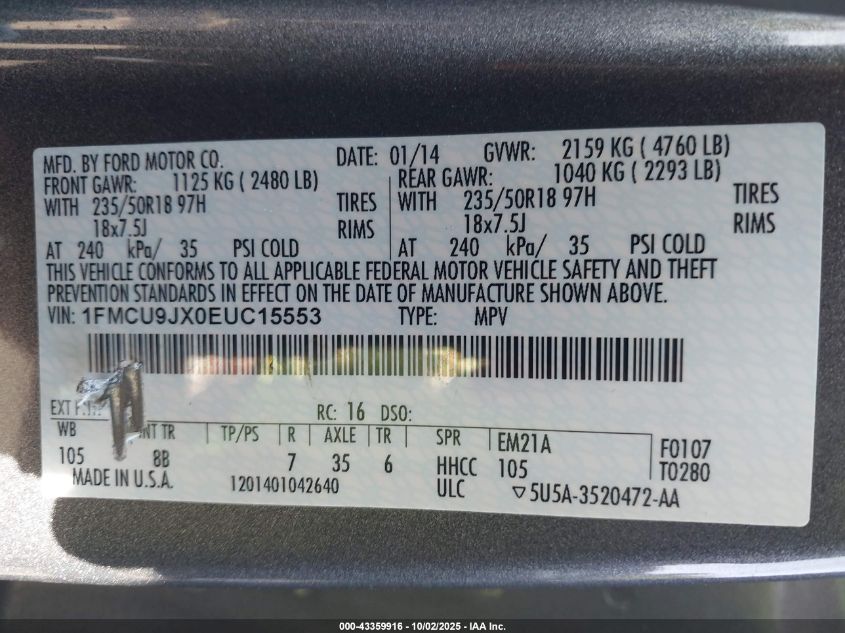 MFD. BY FORD MOTOR CO. DATE: 01/14 GVWR: 2159 KG ( 4760 LB)
FRONT GAWR: 1125 KG ( 2480 LB) REAR GAWR: 1040 KG ( 2293 LB)
WITH 235/50R18 97H TIRES WITH 235/50R18 97H TIRES
18x7.5J RIMS 18x7.5J RIMS
AT 240 kPa/ 35 PSI COLD AT 240 kPa/ 35 PSI COLD
THIS VEHICLE CONFORMS TO ALL APPLICABLE FEDERAL MOTOR VEHICLE SAFETY AND THEFT
PREVENTION STANDARDS IN EFFECT ON THE DATE OF MANUFACTURE SHOWN ABOVE.
VIN: 1FMCU9JX0EUC15553 TYPE: MPV
EXT RC: 16 DSO:
WB TR TP/PS R AXLE TR SPR EM21A F0107
105 8B 7 35 6 HHCC 105 T0280
MADE IN U.S.A. 1201401042640 ULC ▽5U5A-3520472-AA
000-43359916 - 10/02/2025 - IAA Inc.